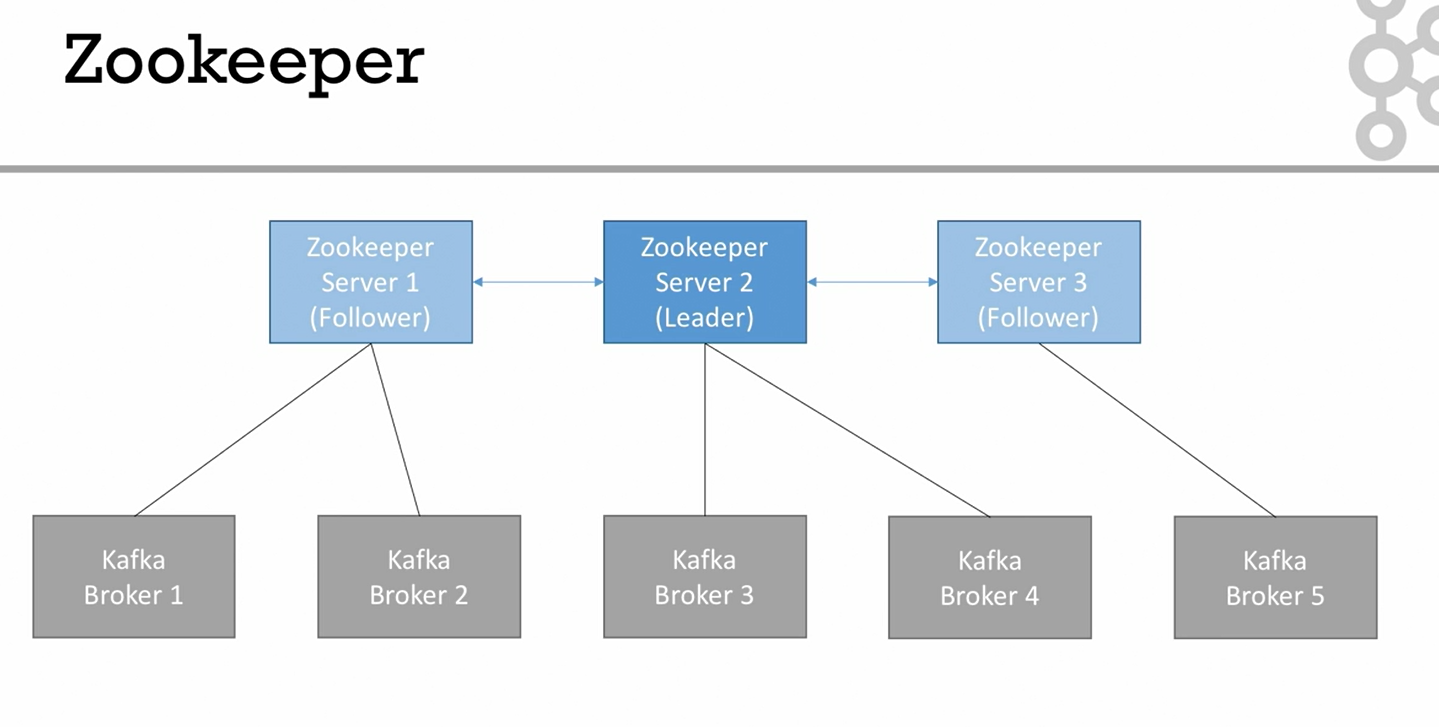 Zookeeper
Zookeeper
Server 1
(Follower)
Zookeeper
Server 2
(Leader)
Zookeeper
Server 3
(Follower)
Kafka
Broker 1
Kafka
Broker 2
Kafka
Broker 3
Kafka
Broker 4
Kafka
Broker 5